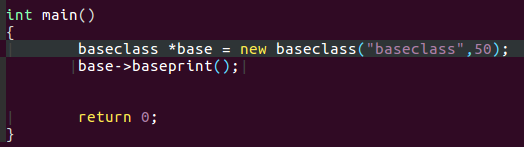 int main()
{
        baseclass *base = new baseclass("baseclass",50);
        base->baseprint();

        return 0;
}